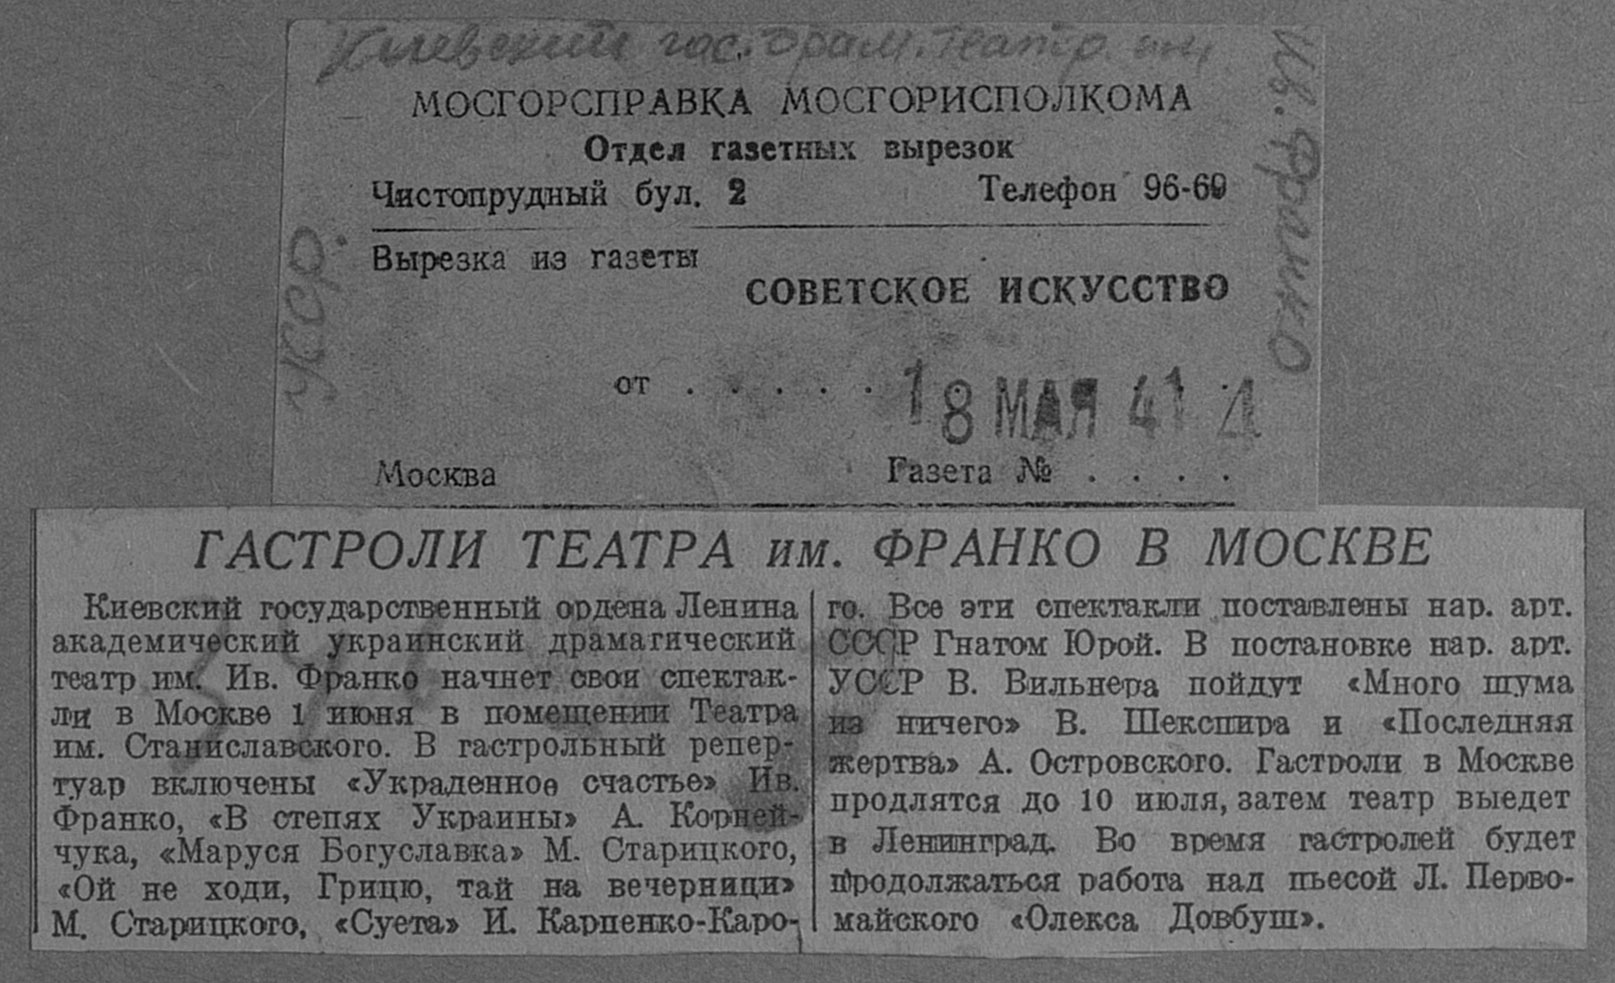 Киевский гос. драм. театр им.
Ив. Франко
УССР.
МОСГОРСПРАВКА МОСГОРИСПОЛКОМА
Отдел газетных вырезок
Чистопрудный бул. 2 Телефон 96-69
Вырезка из газеты
СОВЕТСКОЕ ИСКУССТВО
от . . . . . 18 МАЯ 41 Д
Москва Газета № . . . .
ГАСТРОЛИ ТЕАТРА им. ФРАНКО В МОСКВЕ
Киевский государственный ордена Ленина
академический украинский драматический
театр им. Ив. Франко начнет свои спектак-
ли в Москве 1 июня в помещении Театра
им. Станиславского. В гастрольный репер-
туар включены «Украденное счастье» Ив.
Франко, «В степях Украины» А. Корней-
чука, «Маруся Богуславка» М. Старицкого,
«Ой не ходи, Грицю, тай на вечерници»
М. Старицкого, «Суета» И. Карпенко-Каро-
го. Все эти спектакли поставлены нар. арт.
СССР Гнатом Юрой. В постановке нар. арт.
УССР В. Вильнера пойдут «Много шума
из ничего» В. Шекспира и «Последняя
жертва» А. Островского. Гастроли в Москве
продлятся до 10 июля, затем театр выедет
в Ленинград. Во время гастролей будет
продолжаться работа над пьесой Л. Перво-
майского «Олекса Довбуш».